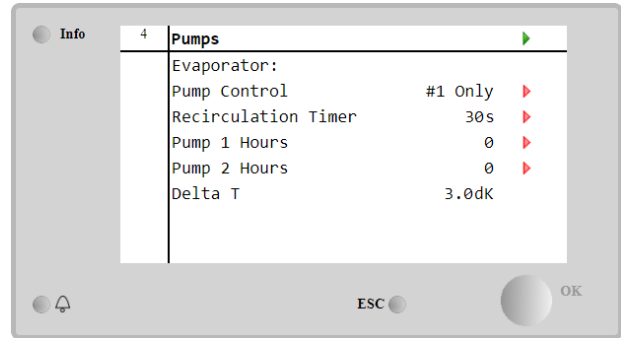 Info
4 Pumps
Evaporator:
Pump Control #1 Only
Recirculation Timer 30s
Pump 1 Hours 0
Pump 2 Hours 0
Delta T 3.0dK
ESC
OK